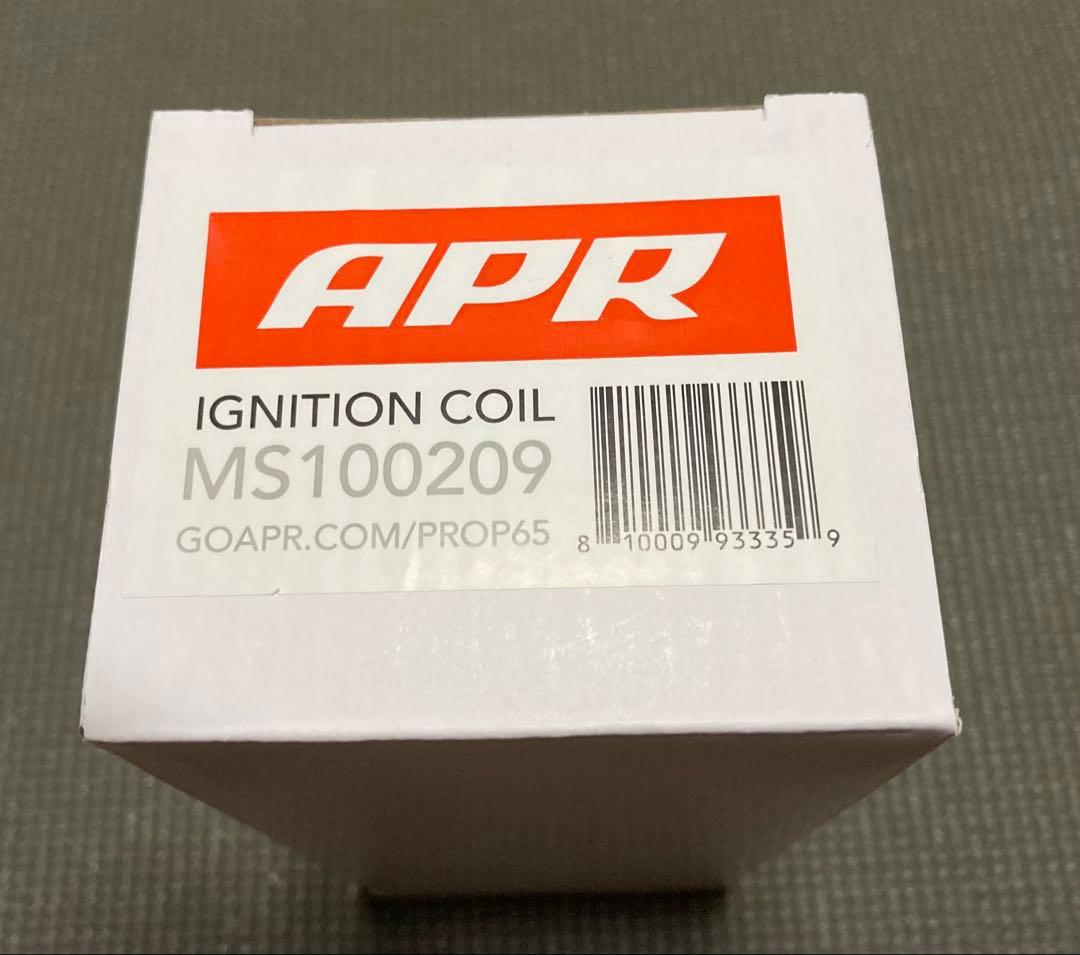 APR
IGNITION COIL
MS100209
GOAPR.COM/PROP65
8 10009 93335 9